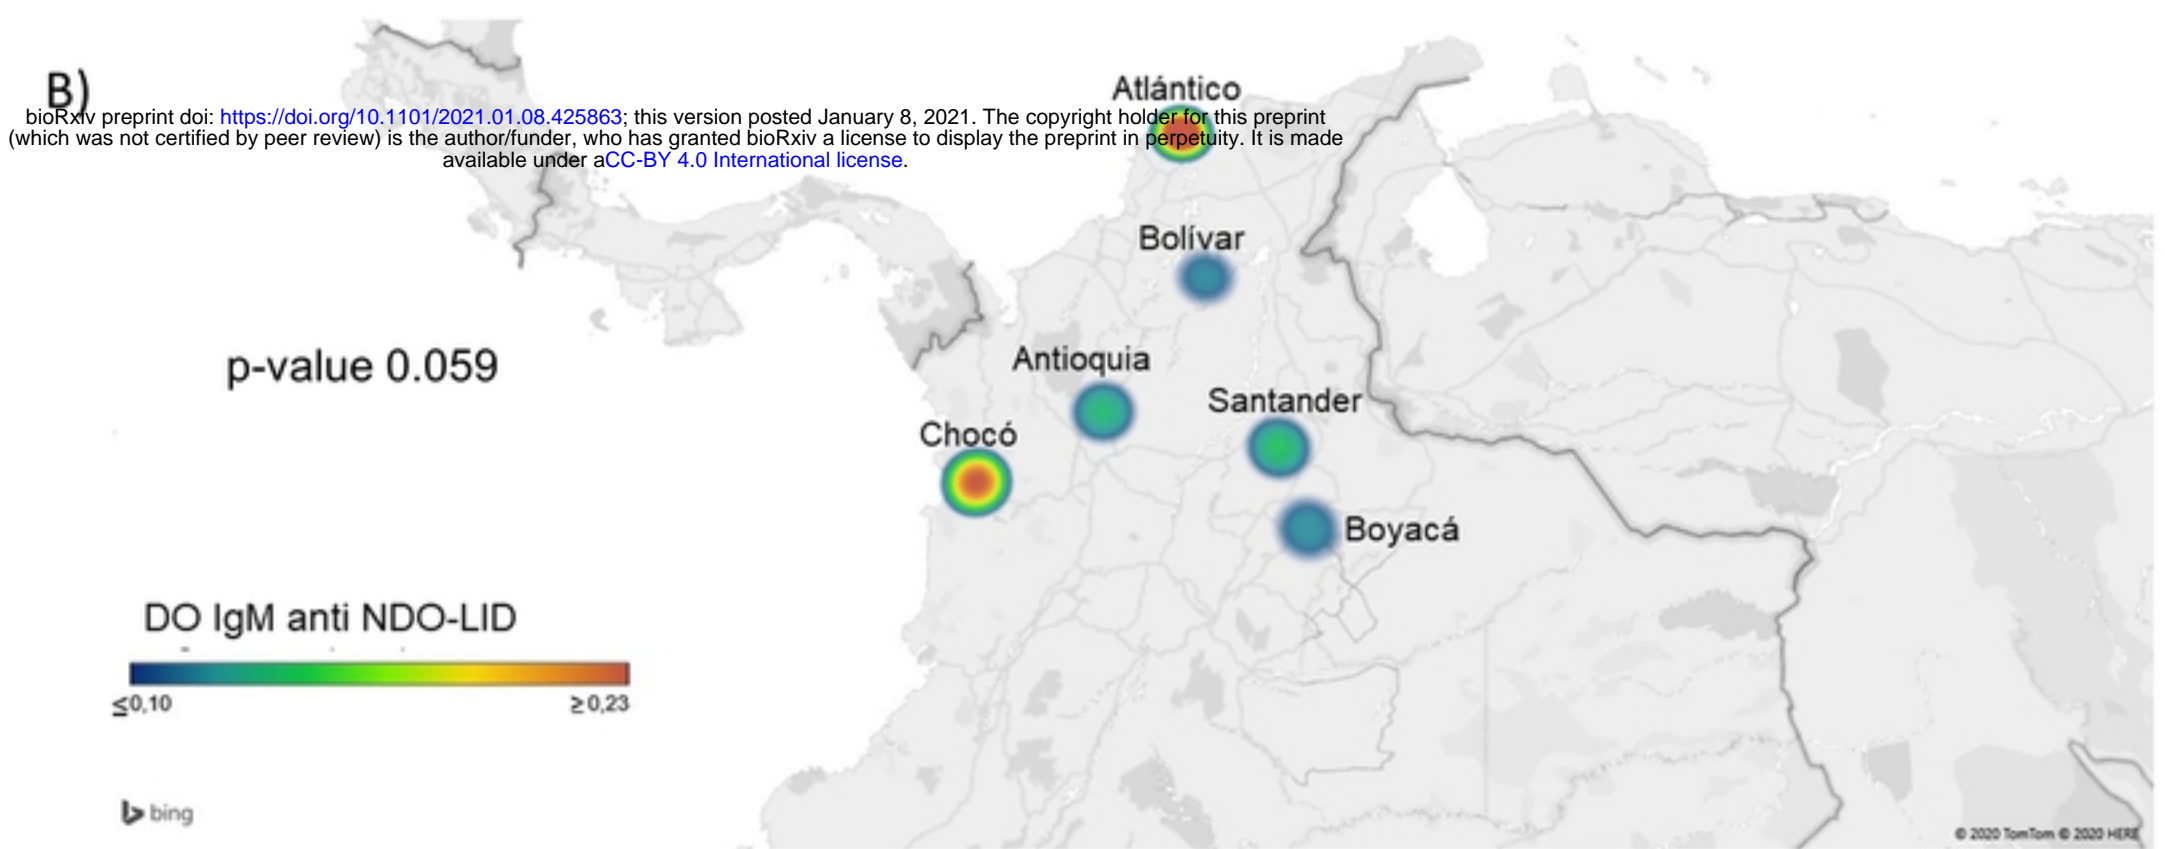 B)
bioRxiv preprint doi: https://doi.org/10.1101/2021.01.08.425863; this version posted January 8, 2021. The copyright holder for this preprint
(which was not certified by peer review) is the author/funder, who has granted bioRxiv a license to display the preprint in perpetuity. It is made
available under aCC-BY 4.0 International license.
Atlántico
Bolívar
p-value 0.059
Antioquia
Santander
Chocó
Boyacá
DO IgM anti NDO-LID
≤0,10 ≥0,23
bing
© 2020 TomTom © 2020 HERE